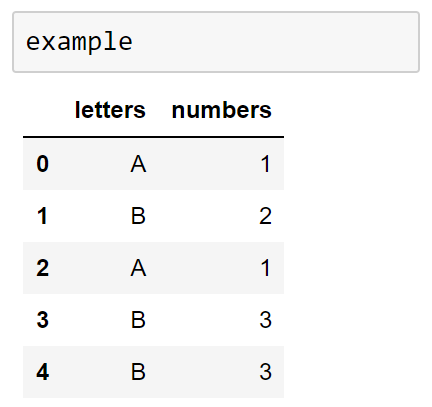 example
letters numbers
0 A 1
1 B 2
2 A 1
3 B 3
4 B 3